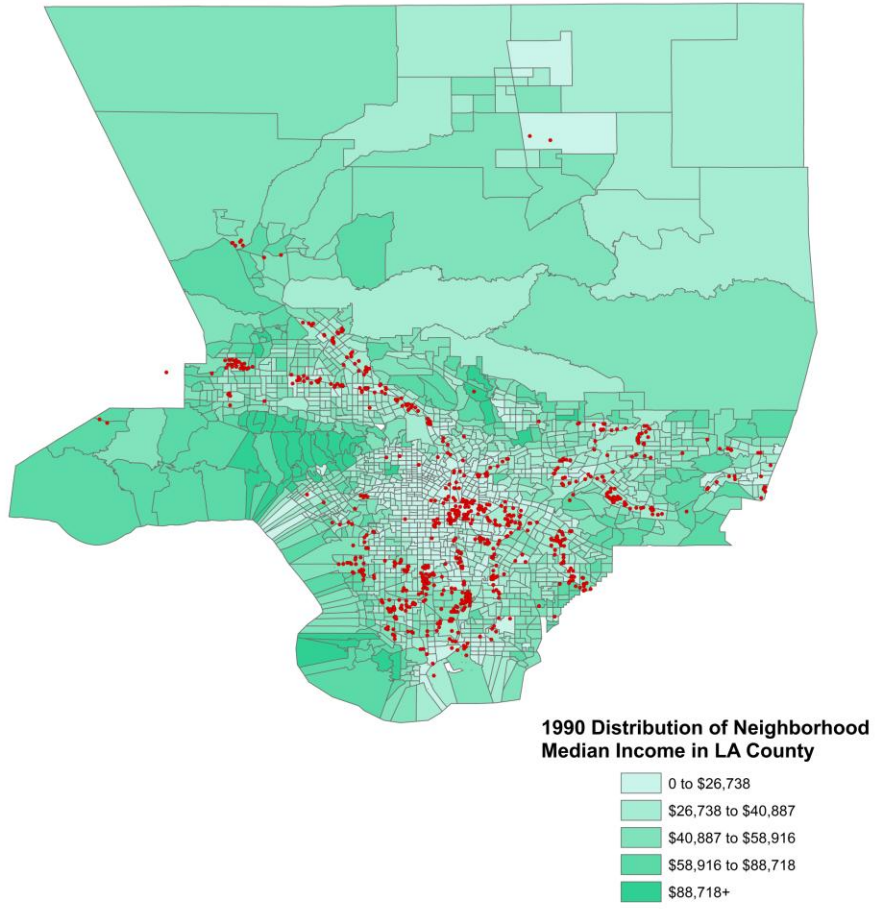 1990 Distribution of Neighborhood
Median Income in LA County
0 to $26,738
$26,738 to $40,887
$40,887 to $58,916
$58,916 to $88,718
$88,718+